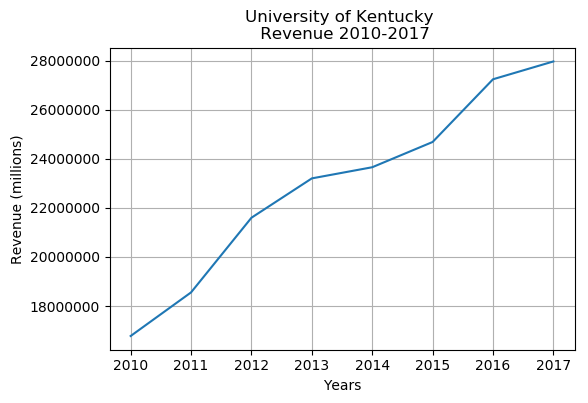 University of Kentucky
Revenue 2010-2017
28000000
26000000
24000000
22000000
20000000
18000000
Revenue (millions)
2010 2011 2012 2013 2014 2015 2016 2017
Years